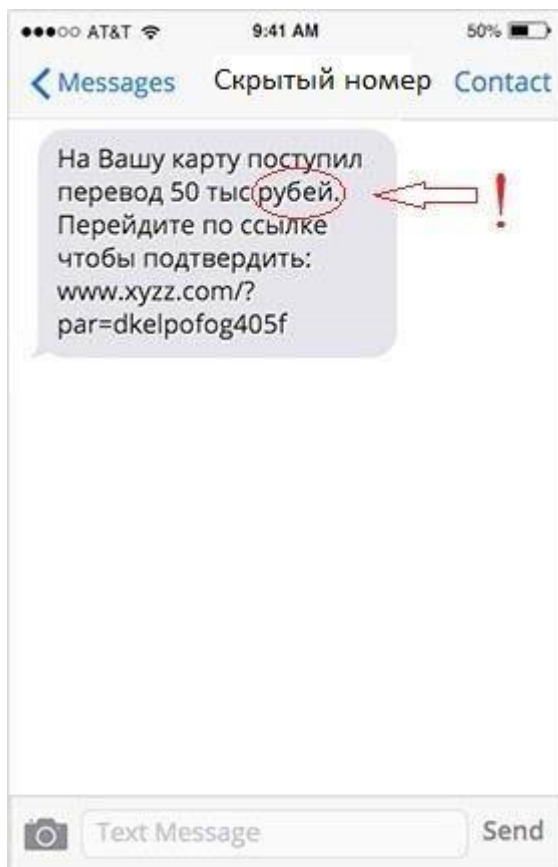 AT&T 9:41 AM 50%
Messages Скрытый номер Contact
На Вашу карту поступил
перевод 50 тыс рубей.
Перейдите по ссылке
чтобы подтвердить:
www.xyzz.com/?
par=dkelpofog405f
!
Text Message Send